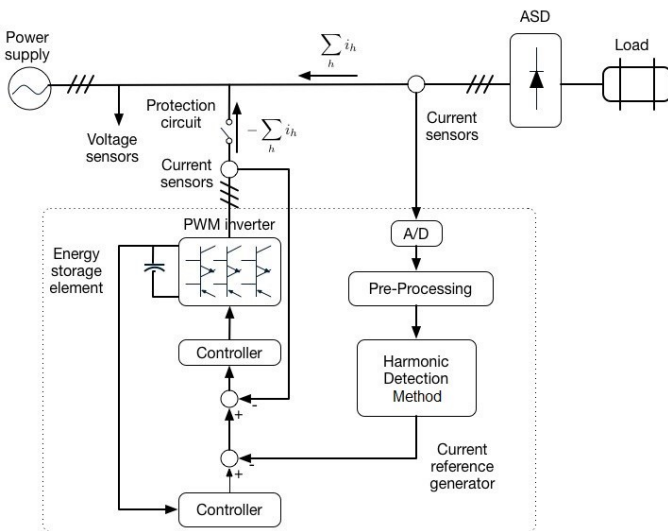 ASD
Power
supply
Load
∑ i_h
h
Protection
circuit
- ∑ i_h
h
Voltage
sensors
Current
sensors
Current
sensors
PWM inverter
A/D
Energy
storage
element
Pre-Processing
Controller
Harmonic
Detection
Method
-
+
Current
reference
generator
-
+
Controller